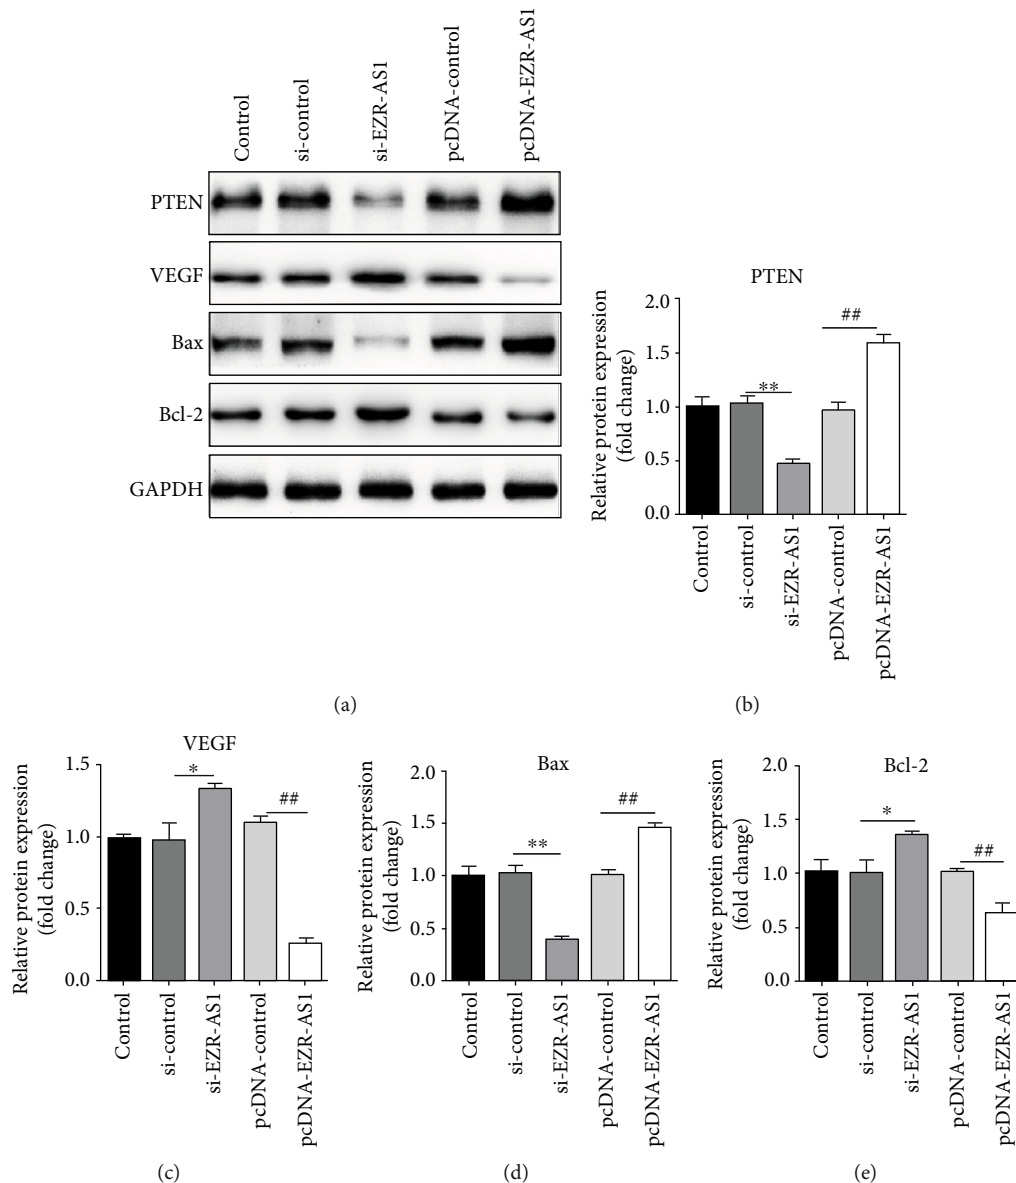 Control
si-control
si-EZR-AS1
pcDNA-control
pcDNA-EZR-AS1
PTEN
VEGF
Bax
Bcl-2
GAPDH
(a)
PTEN
Relative protein expression
(fold change)
2.0
1.5
1.0
0.5
0.0
**
##
Control
si-control
si-EZR-AS1
pcDNA-control
pcDNA-EZR-AS1
(b)
VEGF
Relative protein expression
(fold change)
1.5
1.0
0.5
0.0
*
##
Control
si-control
si-EZR-AS1
pcDNA-control
pcDNA-EZR-AS1
(c)
Bax
Relative protein expression
(fold change)
2.0
1.5
1.0
0.5
0.0
**
##
Control
si-control
si-EZR-AS1
pcDNA-control
pcDNA-EZR-AS1
(d)
Bcl-2
Relative protein expression
(fold change)
2.0
1.5
1.0
0.5
0.0
*
##
Control
si-control
si-EZR-AS1
pcDNA-control
pcDNA-EZR-AS1
(e)